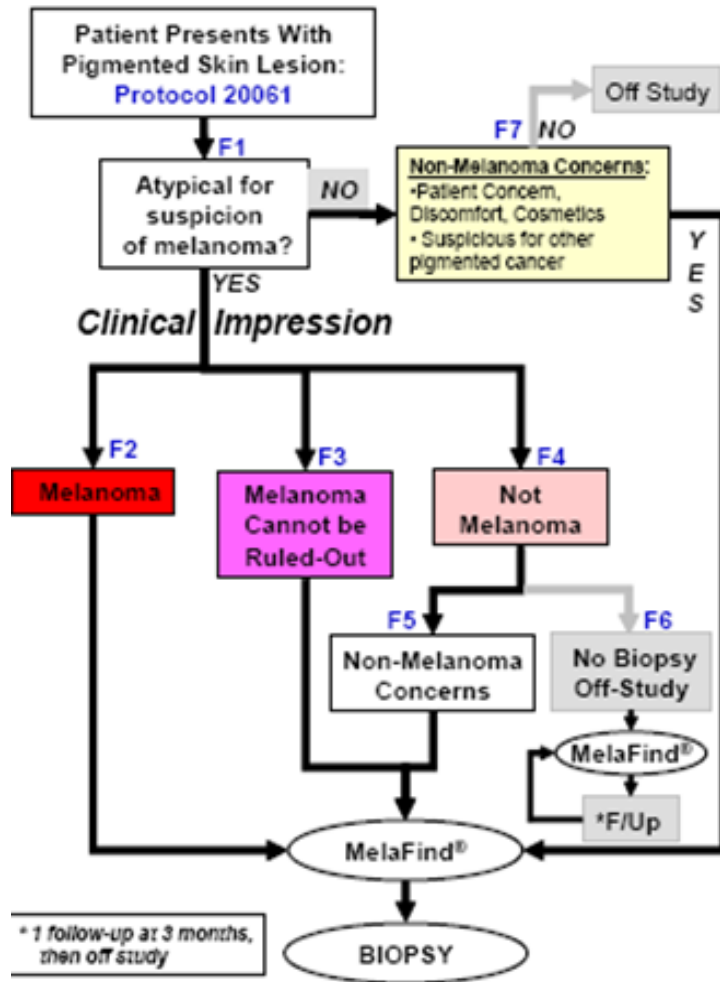 Patient Presents With
Pigmented Skin Lesion:
Protocol 20061
F1
Atypical for
suspicion
of melanoma?
NO
F7 NO
Off Study
Non-Melanoma Concerns:
•Patient Concern,
Discomfort, Cosmetics
• Suspicious for other
pigmented cancer
Y
E
S
YES
Clinical Impression
F2
Melanoma
F3
Melanoma
Cannot be
Ruled-Out
F4
Not
Melanoma
F5
Non-Melanoma
Concerns
F6
No Biopsy
Off-Study
MelaFind®
*F/Up
MelaFind®
BIOPSY
* 1 follow-up at 3 months,
then off study